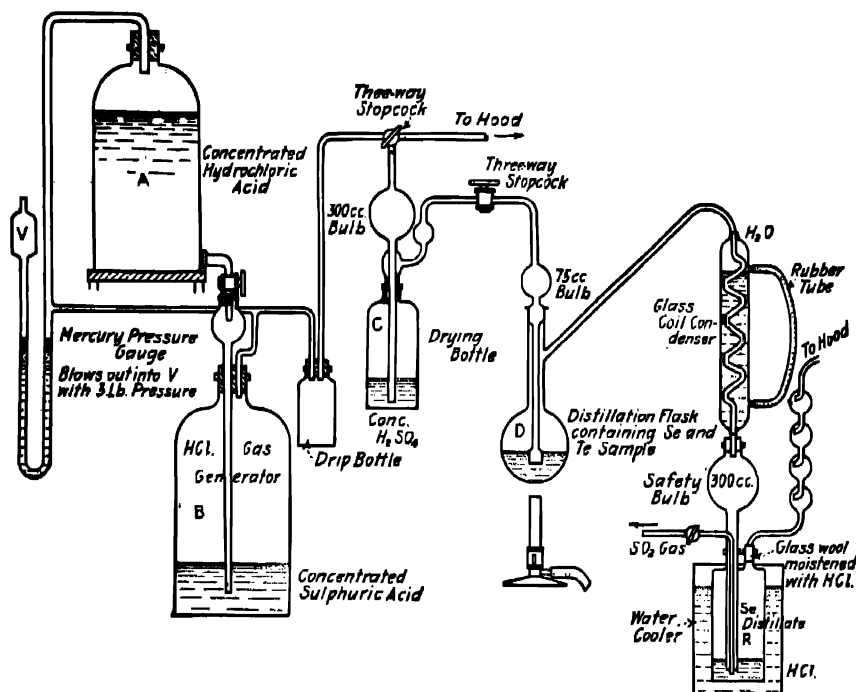 Three-way
Stopcock
To Hood
Concentrated
Hydrochloric
Acid
A
V
300cc.
Bulb
Three-way
Stopcock
H₂O
75cc
Bulb
Rubber
Tube
Glass
Coil Con-
denser
To Hood
Mercury Pressure
Gauge
Blows out into V
with 3 Lb. Pressure
C
Drying
Bottle
Conc.
H₂SO₄
Drip Bottle
D
Distillation Flask
containing Se and
Te Sample
HCl. Gas
Generator
B
Safety
Bulb
300cc.
SO₂ Gas
Glass wool
moistened
with HCl.
Concentrated
Sulphuric Acid
Water
Cooler
Se
Distillate
R
HCl.